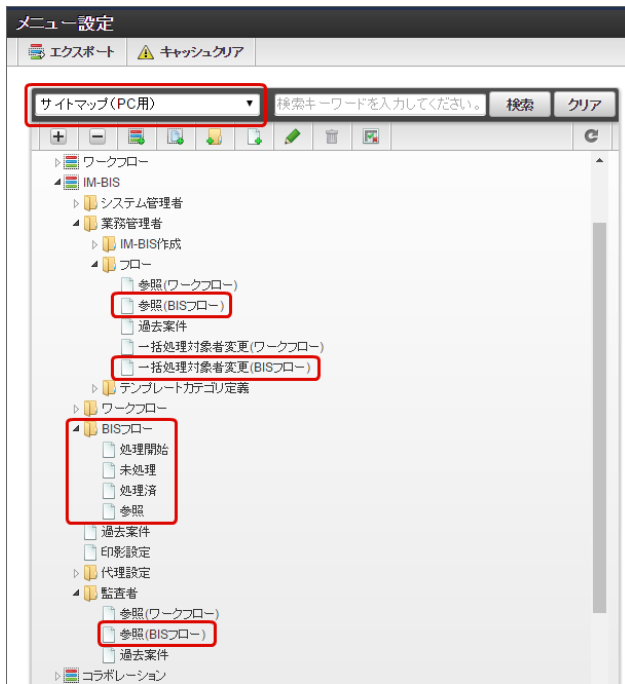 メニュー設定
エクスポート キャッシュクリア
サイトマップ(PC用) 検索キーワードを入力してください。 検索 クリア
ワークフロー
IM-BIS
システム管理者
業務管理者
IM-BIS作成
フロー
参照(ワークフロー)
参照(BISフロー)
過去案件
一括処理対象者変更(ワークフロー)
一括処理対象者変更(BISフロー)
テンプレートカテゴリ定義
ワークフロー
BISフロー
処理開始
未処理
処理済
参照
過去案件
印影設定
代理設定
監査者
参照(ワークフロー)
参照(BISフロー)
過去案件
コラボレーション